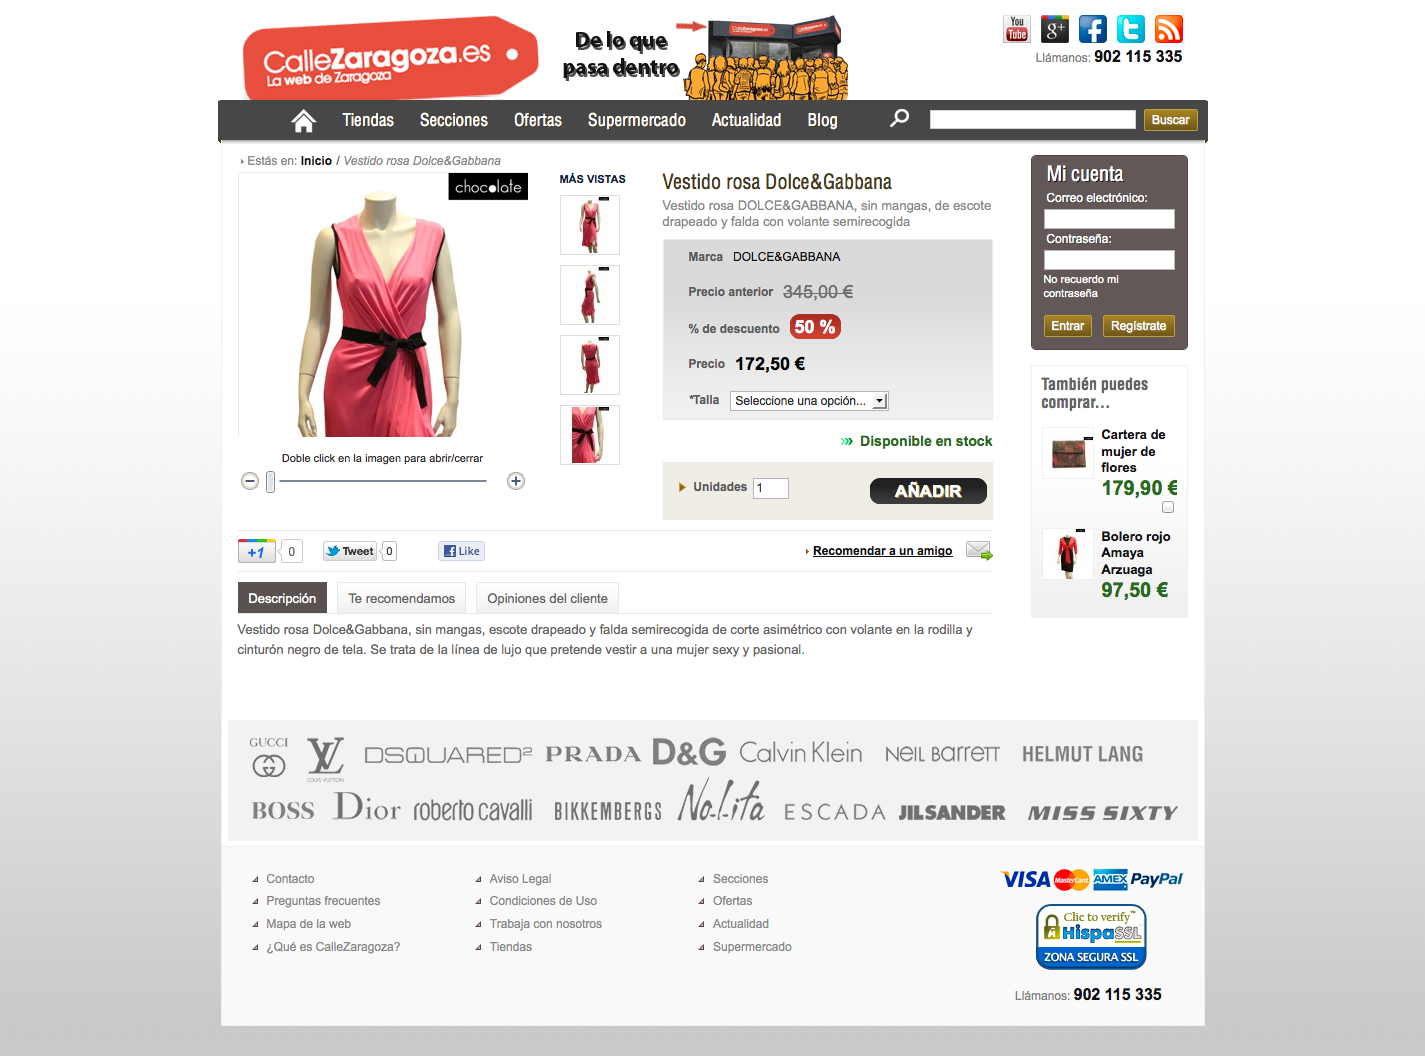 CalleZaragoza.es
La web de Zaragoza
De lo que
pasa dentro
CalleZaragoza.es
You
Tube
g+
Llámanos: 902 115 335
Tiendas
Secciones
Ofertas
Supermercado
Actualidad
Blog
Buscar
Estás en: Inicio / Vestido rosa Dolce&Gabbana
chocolate
Doble click en la imagen para abrir/cerrar
MÁS VISTAS
Vestido rosa Dolce&Gabbana
Vestido rosa DOLCE&GABBANA, sin mangas, de escote
drapeado y falda con volante semirecogida
Marca DOLCE&GABBANA
Precio anterior 345,00 €
% de descuento 50 %
Precio 172,50 €
*Talla Seleccione una opción...
Disponible en stock
Unidades 1
AÑADIR
Mi cuenta
Correo electrónico:
Contraseña:
No recuerdo mi
contraseña
Entrar
Regístrate
También puedes
comprar...
Cartera de
mujer de
flores
179,90 €
Bolero rojo
Amaya
Arzuaga
97,50 €
+1 0
Tweet 0
Like
Recomendar a un amigo
Descripción
Te recomendamos
Opiniones del cliente
Vestido rosa Dolce&Gabbana, sin mangas, escote drapeado y falda semirecogida de corte asimétrico con volante en la rodilla y
cinturón negro de tela. Se trata de la línea de lujo que pretende vestir a una mujer sexy y pasional.
GUCCI
LV
LOUIS VUITTON
DSQUARED2
PRADA
D&G
Calvin Klein
NEIL BARRETT
HELMUT LANG
BOSS
Dior
roberto cavalli
BIKKEMBERGS
No-l-ita
ESCADA
JILSANDER
MISS SIXTY
Contacto
Preguntas frecuentes
Mapa de la web
¿Qué es CalleZaragoza?
Aviso Legal
Condiciones de Uso
Trabaja con nosotros
Tiendas
Secciones
Ofertas
Actualidad
Supermercado
VISA MasterCard AMEX PayPal
Clic to verify™
HispaSSL
ZONA SEGURA SSL
Llámanos: 902 115 335